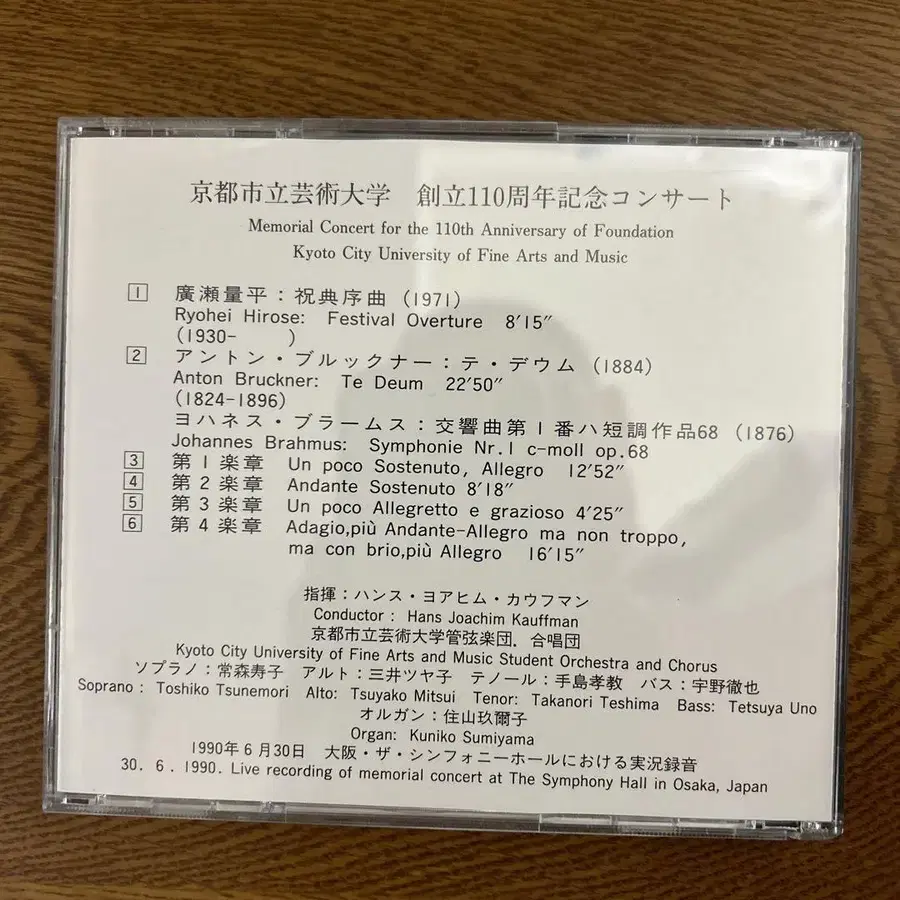 京都市立芸術大学 創立110周年記念コンサート
Memorial Concert for the 110th Anniversary of Foundation
Kyoto City University of Fine Arts and Music
1 廣瀬量平：祝典序曲 (1971)
Ryohei Hirose: Festival Overture 8′15″
(1930- )
2 アントン・ブルックナー：テ・デウム (1884)
Anton Bruckner: Te Deum 22′50″
(1824-1896)
ヨハネス・ブラームス：交響曲第1番ハ短調作品68 (1876)
Johannes Brahmus: Symphonie Nr.1 c-moll op.68
3 第1楽章 Un poco Sostenuto, Allegro 12′52″
4 第2楽章 Andante Sostenuto 8′18″
5 第3楽章 Un poco Allegretto e grazioso 4′25″
6 第4楽章 Adagio,più Andante-Allegro ma non troppo,
ma con brio,più Allegro 16′15″
指揮：ハンス・ヨアヒム・カウフマン
Conductor : Hans Joachim Kauffman
京都市立芸術大学管弦楽団．合唱団
Kyoto City University of Fine Arts and Music Student Orchestra and Chorus
ソプラノ：常森寿子 アルト：三井ツヤ子 テノール：手島孝教 バス：宇野徹也
Soprano : Toshiko Tsunemori Alto: Tsuyako Mitsui Tenor: Takanori Teshima Bass: Tetsuya Uno
オルガン：住山玖爾子
Organ: Kuniko Sumiyama
1990年6月30日 大阪・ザ・シンフォニーホールにおける実況録音
30. 6 . 1990. Live recording of memorial concert at The Symphony Hall in Osaka, Japan